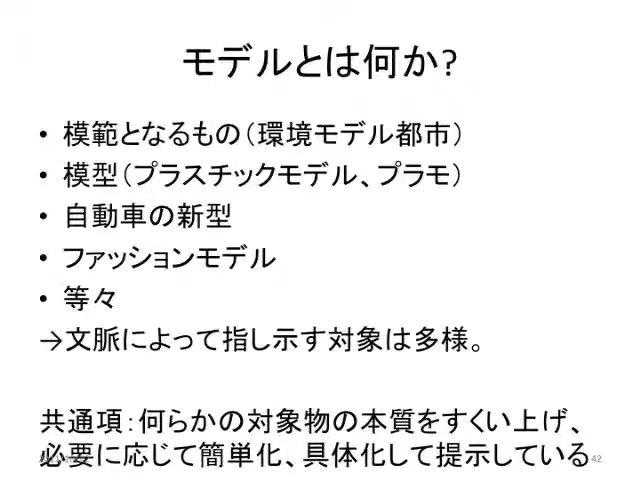 モデルとは何か?
• 模範となるもの（環境モデル都市）
• 模型（プラスチックモデル、プラモ）
• 自動車の新型
• ファッションモデル
• 等々
→文脈によって指し示す対象は多様。
共通項：何らかの対象物の本質をすくい上げ、
必要に応じて簡単化、具体化して提示している
42